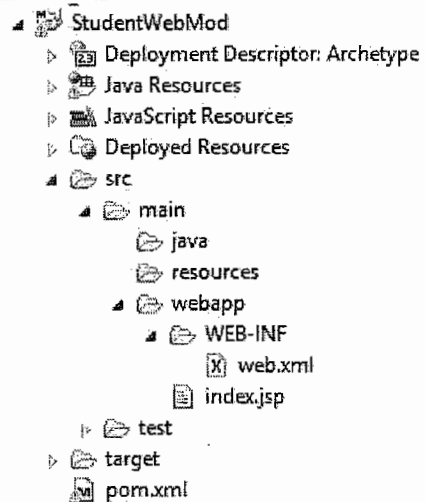 StudentWebMod
Deployment Descriptor: Archetype
Java Resources
JavaScript Resources
Deployed Resources
src
main
java
resources
webapp
WEB-INF
web.xml
index.jsp
test
target
pom.xml